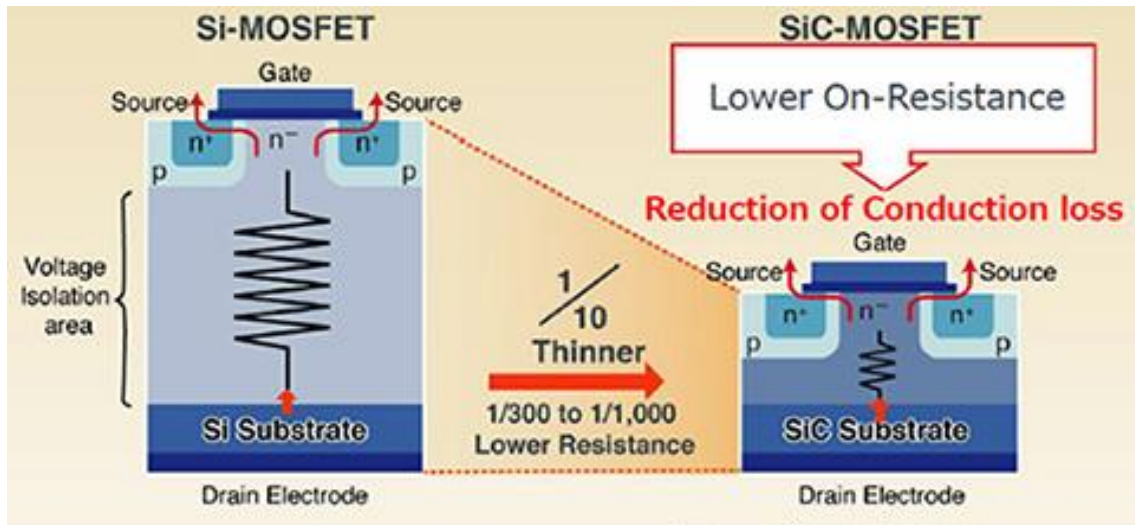 Si-MOSFET
Gate
Source
Source
n⁺
n⁻
n⁺
p
p
Voltage
Isolation
area
Si Substrate
Drain Electrode
1/10
Thinner
1/300 to 1/1,000
Lower Resistance
SiC-MOSFET
Lower On-Resistance
Reduction of Conduction loss
Gate
Source
Source
n⁺
n⁻
n⁺
p
p
SiC Substrate
Drain Electrode